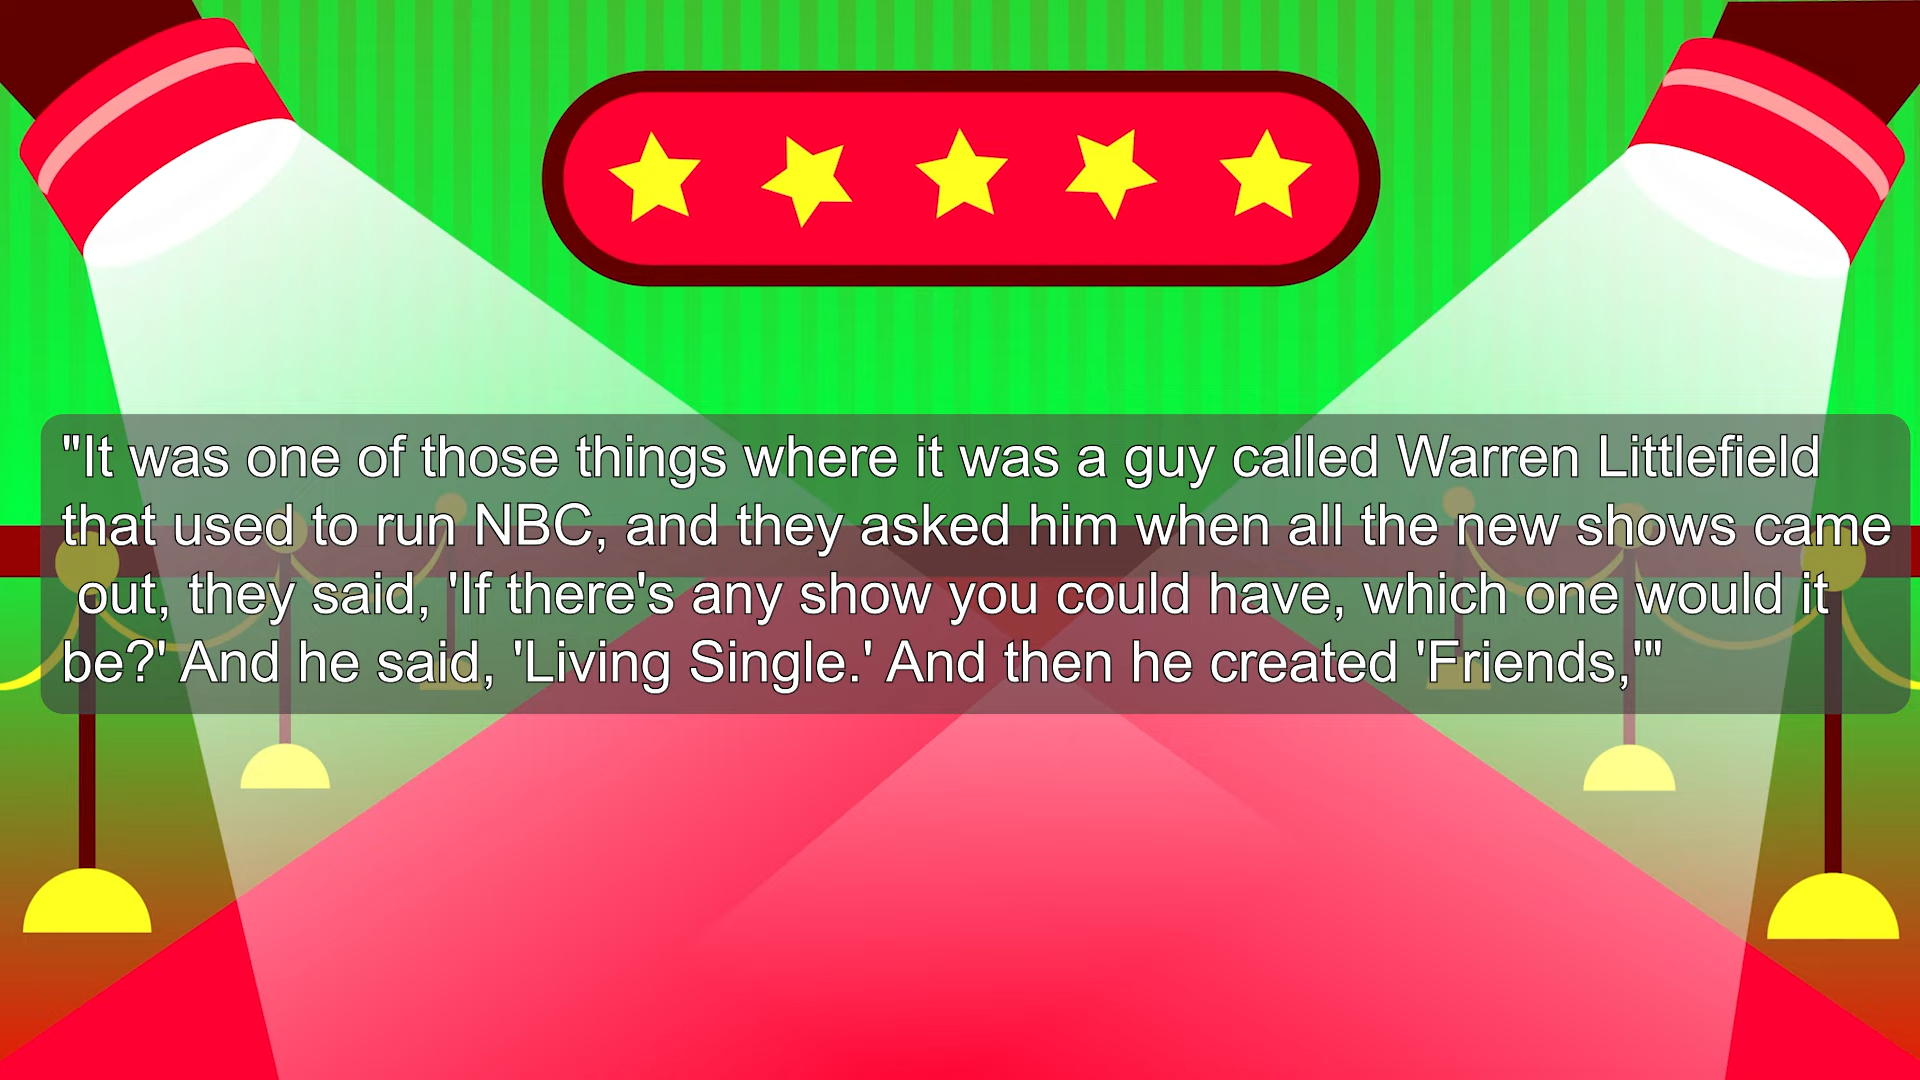 "It was one of those things where it was a guy called Warren Littlefield
that used to run NBC, and they asked him when all the new shows came
out, they said, 'If there's any show you could have, which one would it
be?' And he said, 'Living Single.' And then he created 'Friends,'"